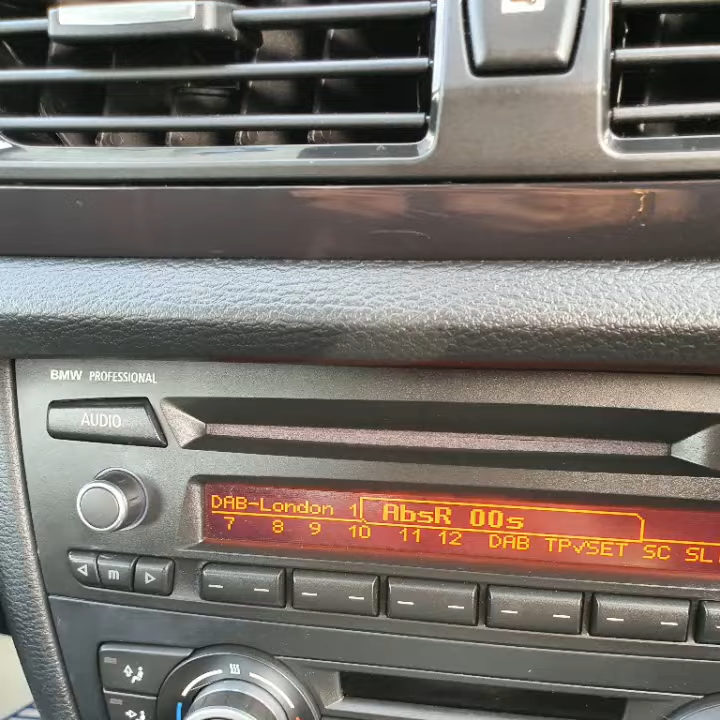 BMW PROFESSIONAL
AUDIO
DAB-London 1 AbsR 00s
7 8 9 10 11 12 DAB TP/SET SC SL
m